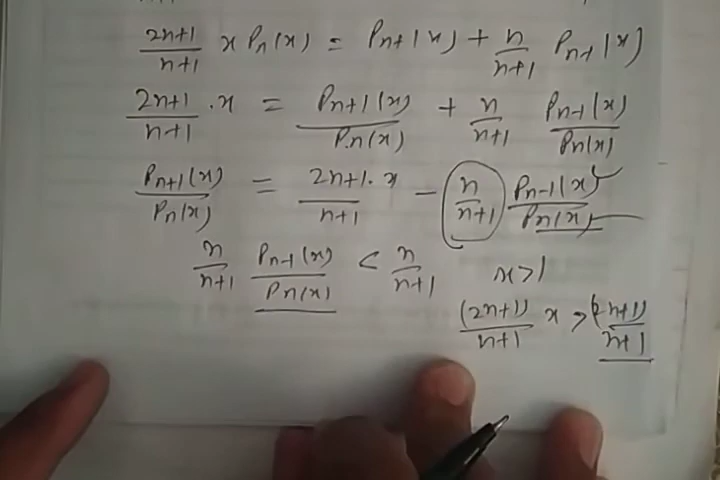 2n+1/n+1 x Pn(x) = Pn+1(x) + n/n+1 Pn-1(x)
2n+1/n+1 . x = Pn+1(x)/Pn(x) + n/n+1 Pn-1(x)/Pn(x)
Pn+1(x)/Pn(x) = 2n+1. x/n+1 - n/n+1 Pn-1(x)/Pn(x)
n/n+1 Pn-1(x)/Pn(x) < n/n+1 x>1
(2n+1)/n+1 x > (2n+1)/n+1